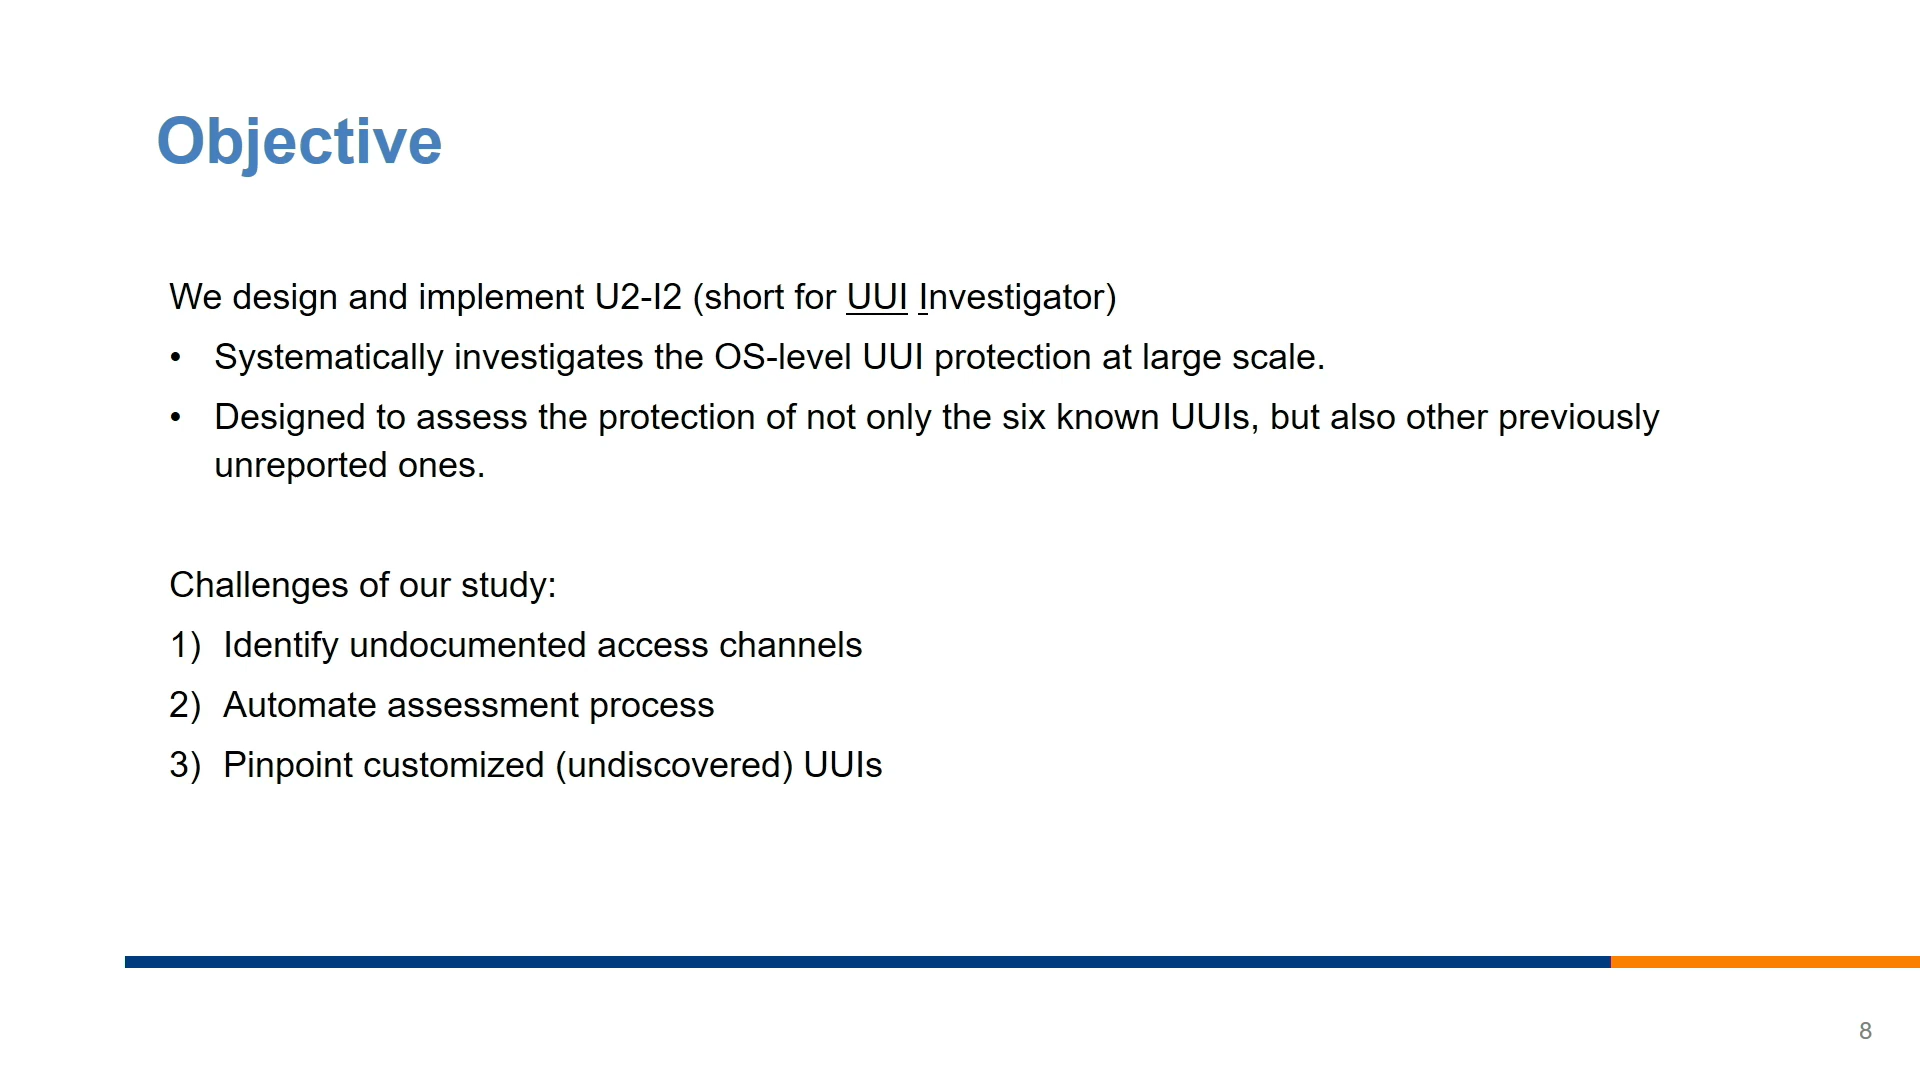 Objective
We design and implement U2-I2 (short for UUI Investigator)
• Systematically investigates the OS-level UUI protection at large scale.
• Designed to assess the protection of not only the six known UUIs, but also other previously
unreported ones.
Challenges of our study:
1) Identify undocumented access channels
2) Automate assessment process
3) Pinpoint customized (undiscovered) UUIs
8